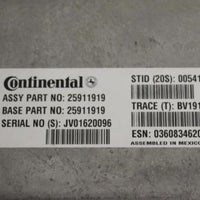 Continental
ASSY PART NO: 25911919
BASE PART NO: 25911919
SERIAL NO (S): JV01620096
STID (20S): 00541
TRACE (T): BV191
ESN: 036083462
ASSEMBLED IN MEXICO